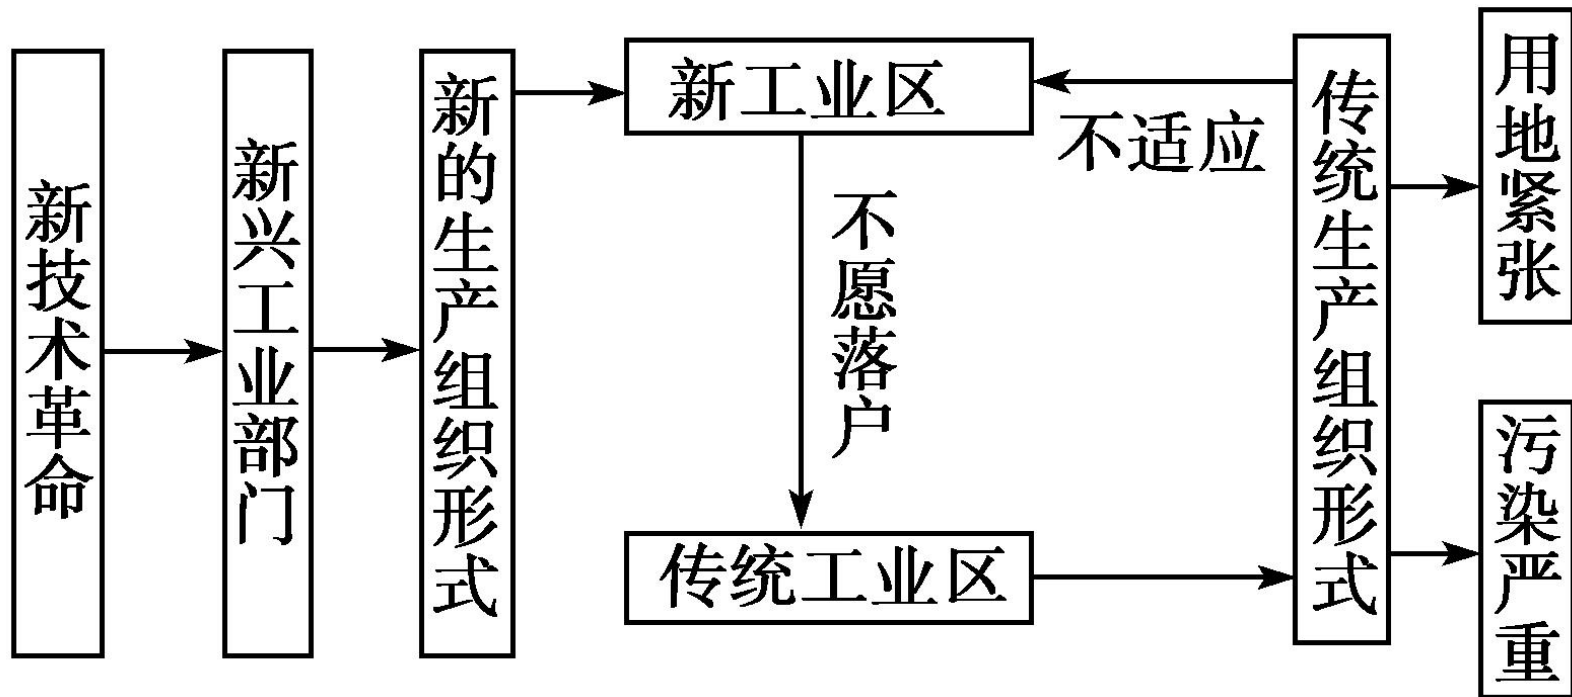 新技术革命
新兴工业部门
新的生产组织形式
新工业区
不愿落户
传统工业区
不适应
传统生产组织形式
用地紧张
污染严重